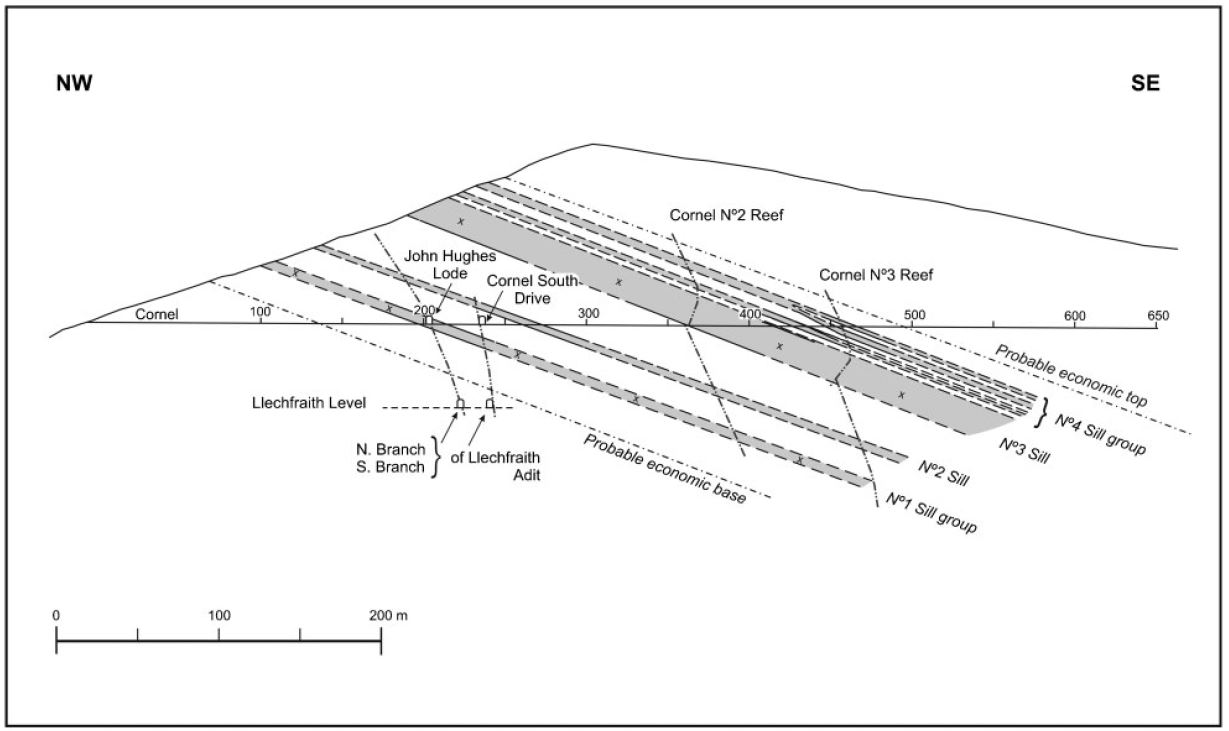 NW
SE
Cornel Nº2 Reef
John Hughes
Lode
Cornel South
Drive
Cornel Nº3 Reef
Cornel
100
200
300
400
500
600
650
Probable economic top
Llechfraith Level
Nº4 Sill group
Nº3 Sill
N. Branch
S. Branch
of Llechfraith
Adit
Probable economic base
Nº2 Sill
Nº1 Sill group
x
x
x
x
x
x
x
x
x
x
0
100
200 m